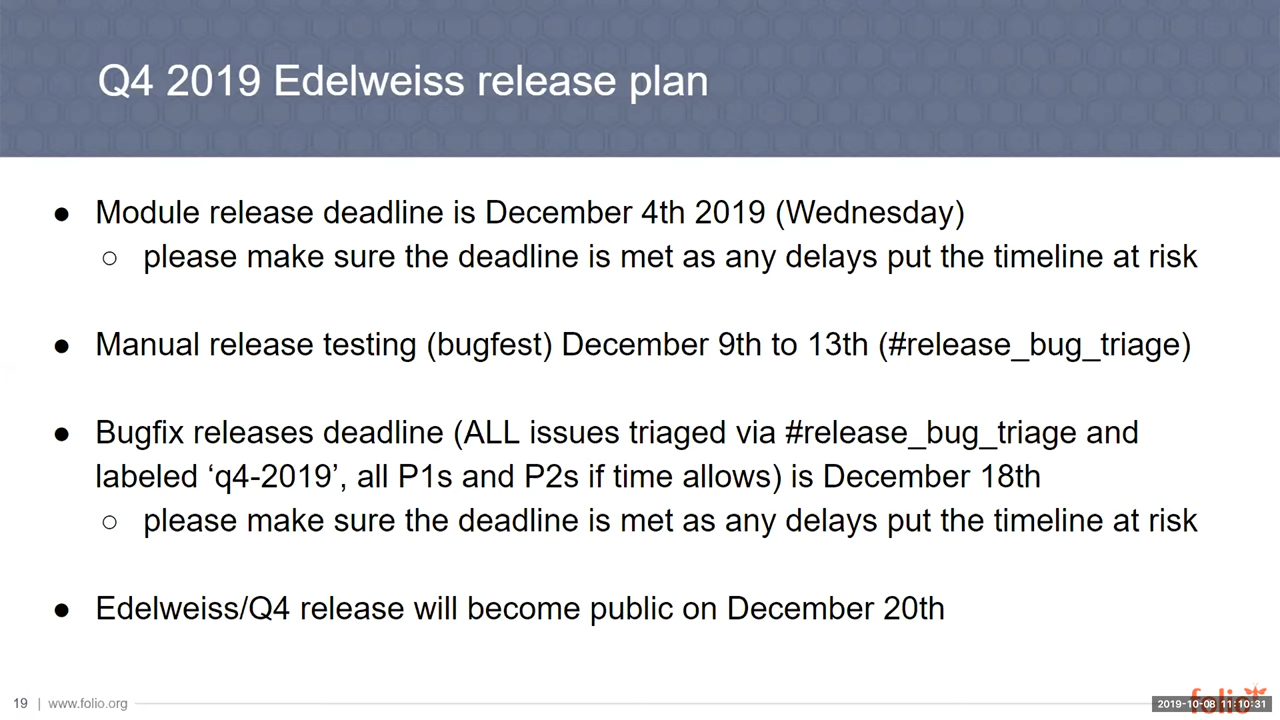 Q4 2019 Edelweiss release plan
● Module release deadline is December 4th 2019 (Wednesday)
○ please make sure the deadline is met as any delays put the timeline at risk
● Manual release testing (bugfest) December 9th to 13th (#release_bug_triage)
● Bugfix releases deadline (ALL issues triaged via #release_bug_triage and
labeled ‘q4-2019’, all P1s and P2s if time allows) is December 18th
○ please make sure the deadline is met as any delays put the timeline at risk
● Edelweiss/Q4 release will become public on December 20th
19 | www.folio.org
folio
2019-10-08 11:10:31